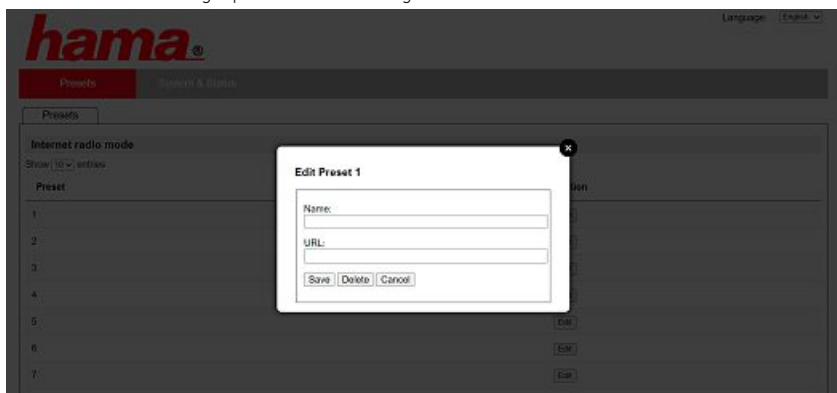 Language: English
hama®
Presets System & Status
Presets
Internet radio mode
Show 10 entries
Preset
Edit Preset 1
Name:
URL:
Save Delete Cancel
1
2
3
4
5 Edit
6 Edit
7 Edit